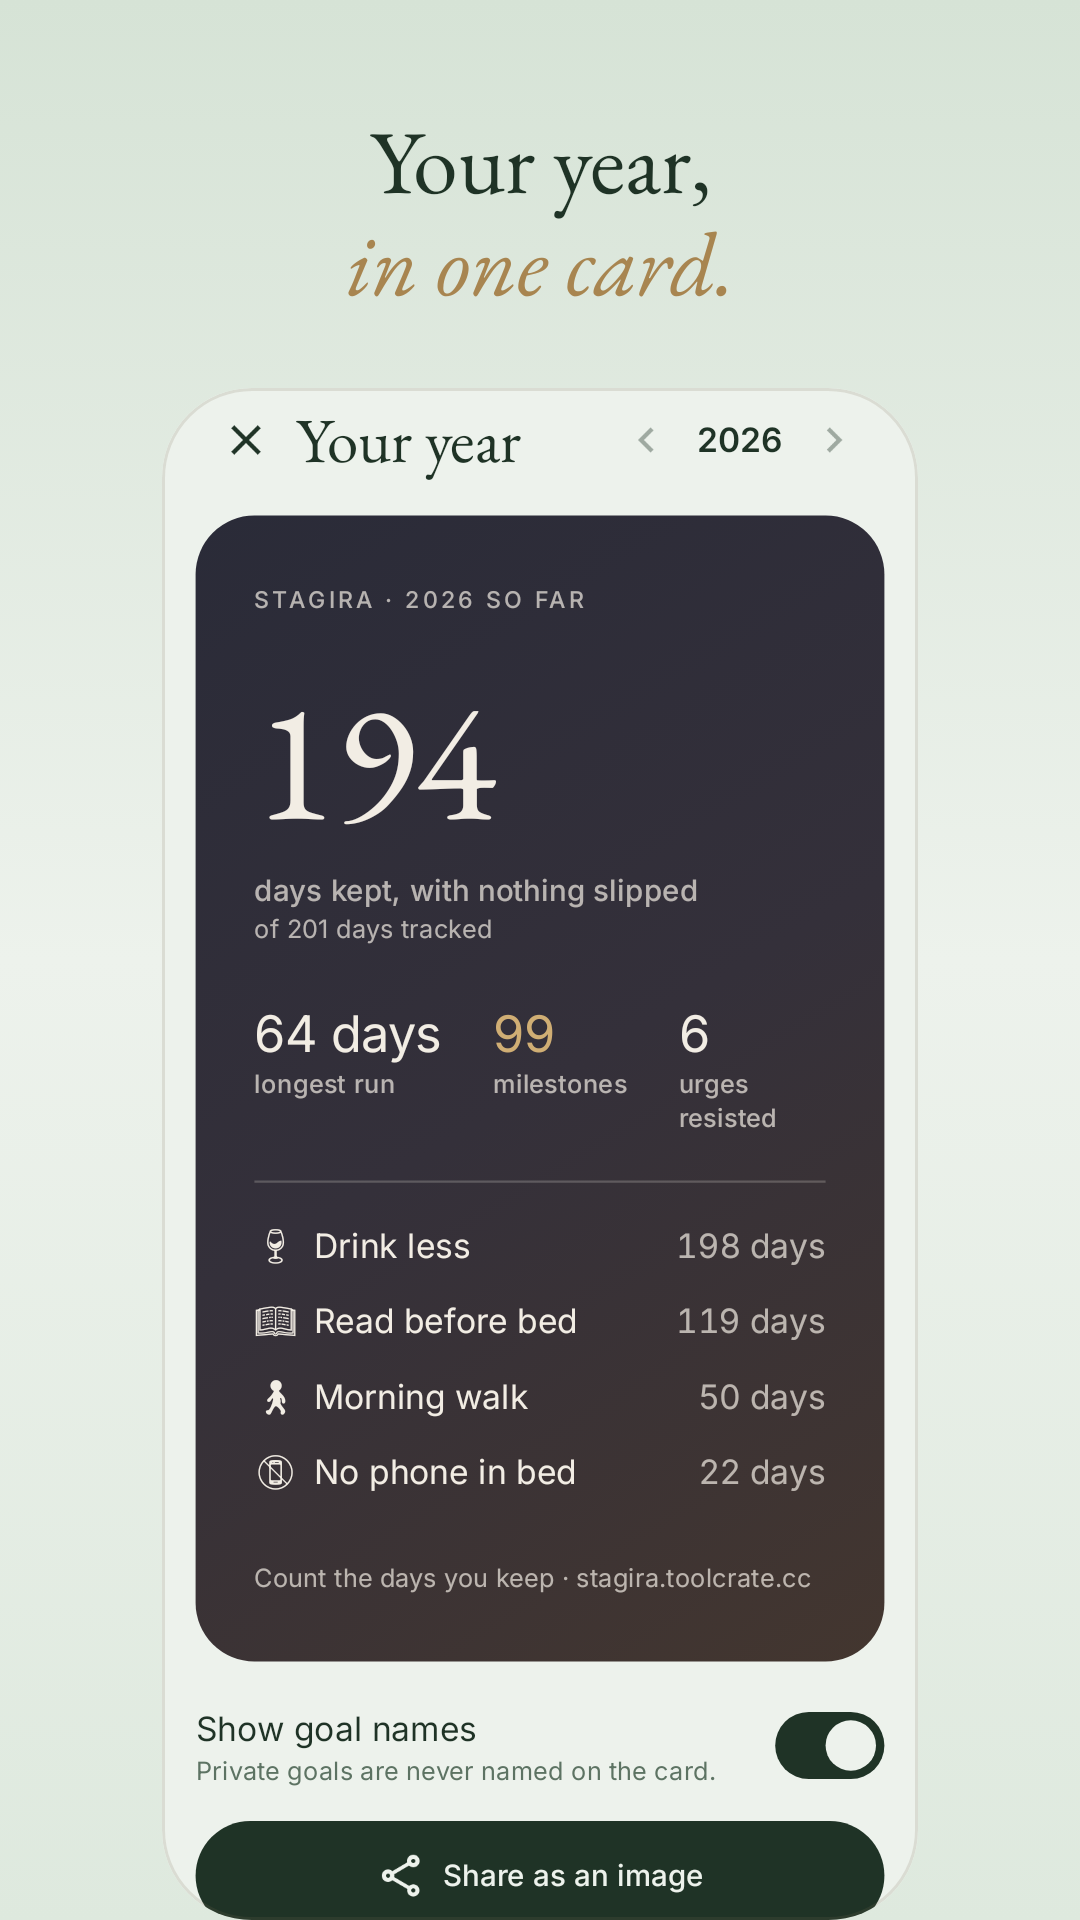 Your year,
in one card.
Your year
2026
STAGIRA · 2026 SO FAR
194
days kept, with nothing slipped
of 201 days tracked
64 days
longest run
99
milestones
6
urges
resisted
Drink less
198 days
Read before bed
119 days
Morning walk
50 days
No phone in bed
22 days
Count the days you keep · stagira.toolcrate.cc
Show goal names
Private goals are never named on the card.
Share as an image